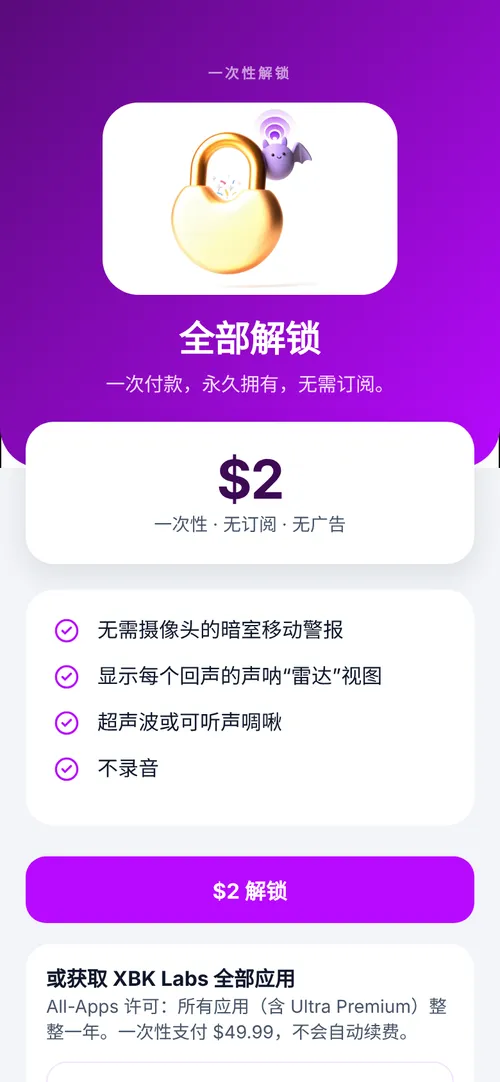 一次性解锁
全部解锁
一次付款，永久拥有，无需订阅。
$2
一次性 · 无订阅 · 无广告
无需摄像头的暗室移动警报
显示每个回声的声呐“雷达”视图
超声波或可听声啁啾
不录音
$2 解锁
或获取 XBK Labs 全部应用
All-Apps 许可：所有应用（含 Ultra Premium）整
整一年。一次性支付 $49.99，不会自动续费。